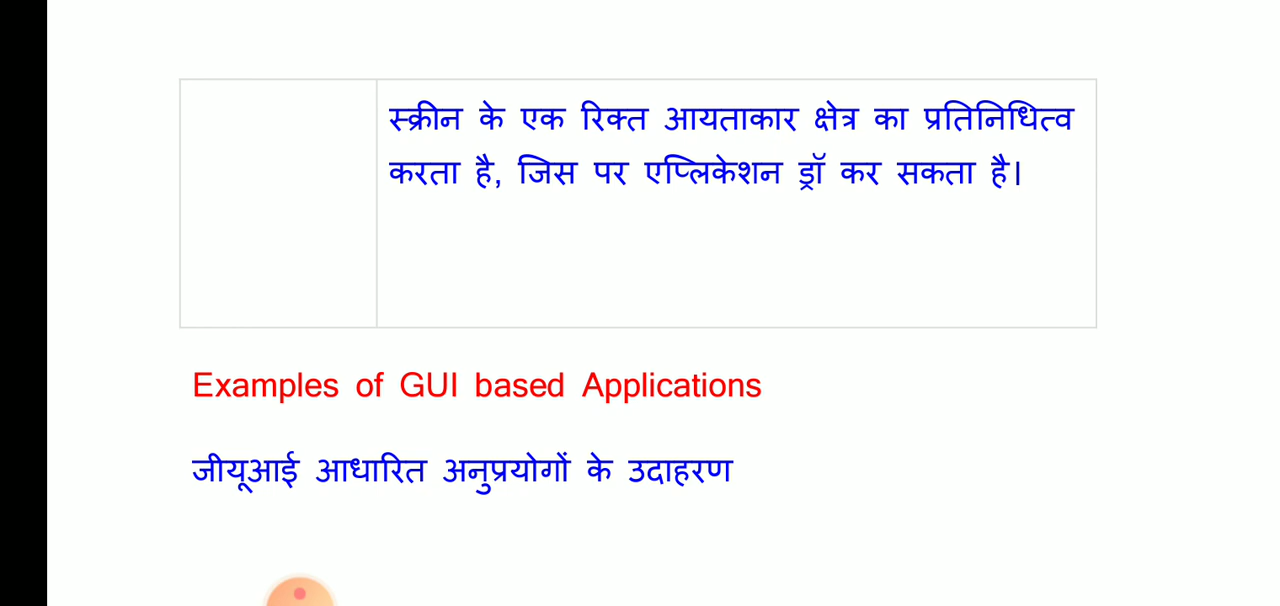 स्क्रीन के एक रिक्त आयताकार क्षेत्र का प्रतिनिधित्व
करता है, जिस पर एप्लिकेशन ड्रॉ कर सकता है।
Examples of GUI based Applications
जीयूआई आधारित अनुप्रयोगों के उदाहरण